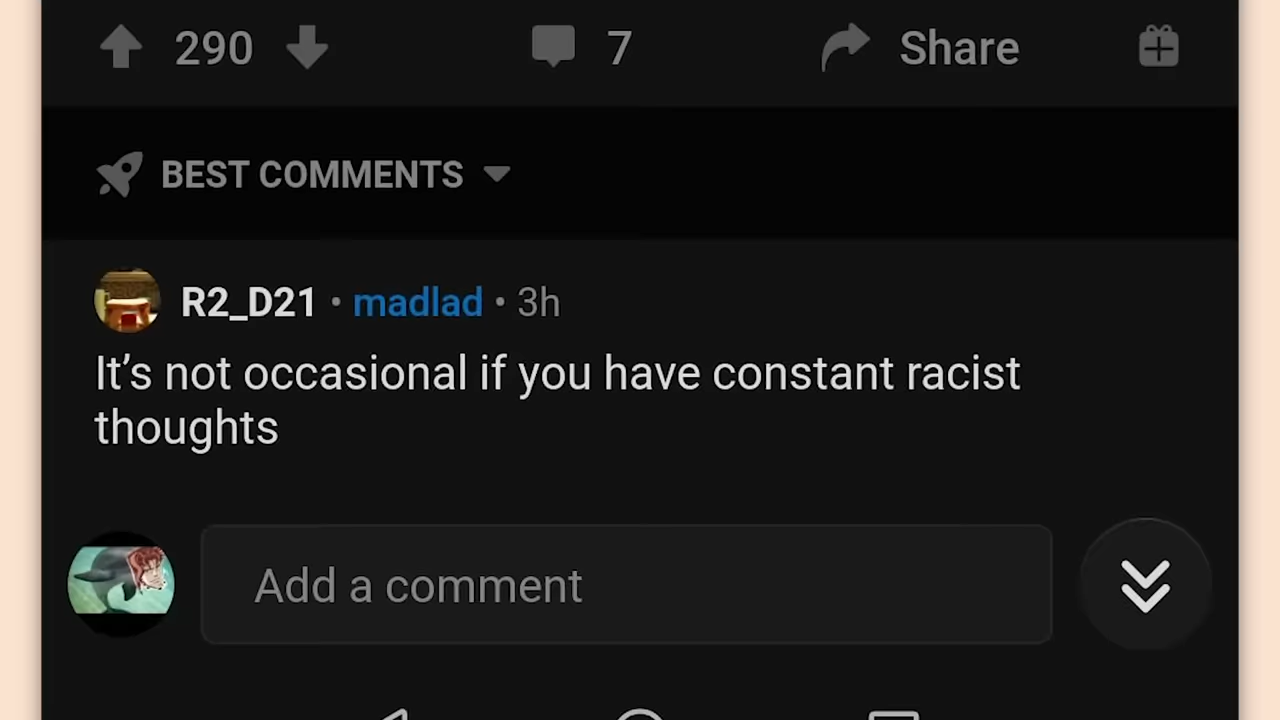 290 7 Share
BEST COMMENTS
R2_D21 • madlad • 3h
It’s not occasional if you have constant racist
thoughts
Add a comment